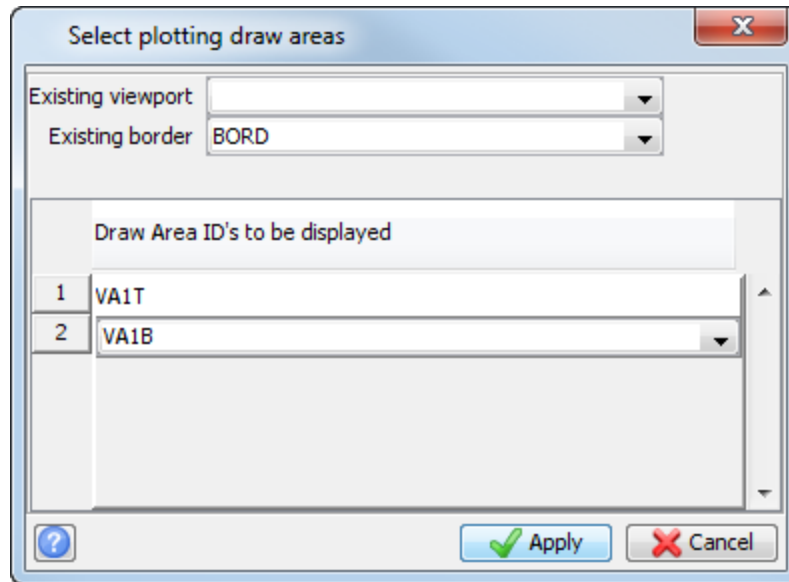 Select plotting draw areas
Existing viewport
Existing border BORD
Draw Area ID's to be displayed
1 VA1T
2 VA1B
? Apply Cancel